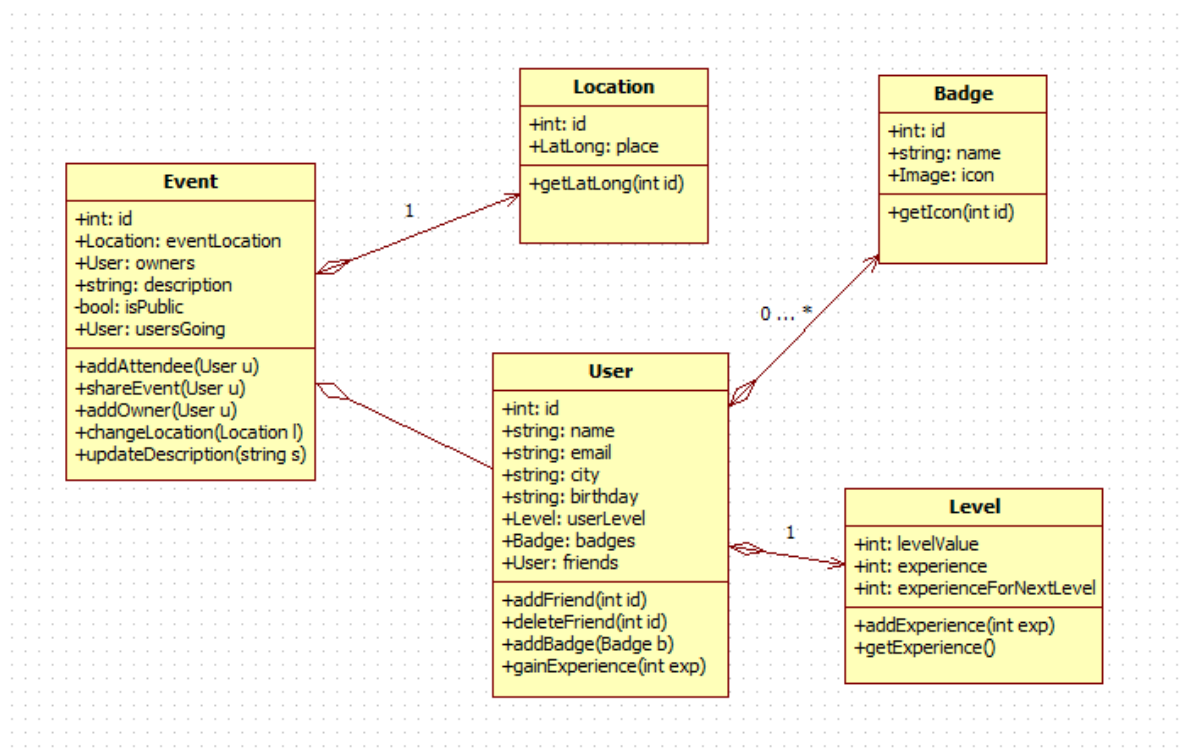 Location
+int: id
+LatLong: place
+getLatLong(int id)
Badge
+int: id
+string: name
+Image: icon
+getIcon(int id)
Event
+int: id
+Location: eventLocation
+User: owners
+string: description
-bool: isPublic
+User: usersGoing
+addAttendee(User u)
+shareEvent(User u)
+addOwner(User u)
+changeLocation(Location l)
+updateDescription(string s)
1
0 ... *
User
+int: id
+string: name
+string: email
+string: city
+string: birthday
+Level: userLevel
+Badge: badges
+User: friends
+addFriend(int id)
+deleteFriend(int id)
+addBadge(Badge b)
+gainExperience(int exp)
1
Level
+int: levelValue
+int: experience
+int: experienceForNextLevel
+addExperience(int exp)
+getExperience()